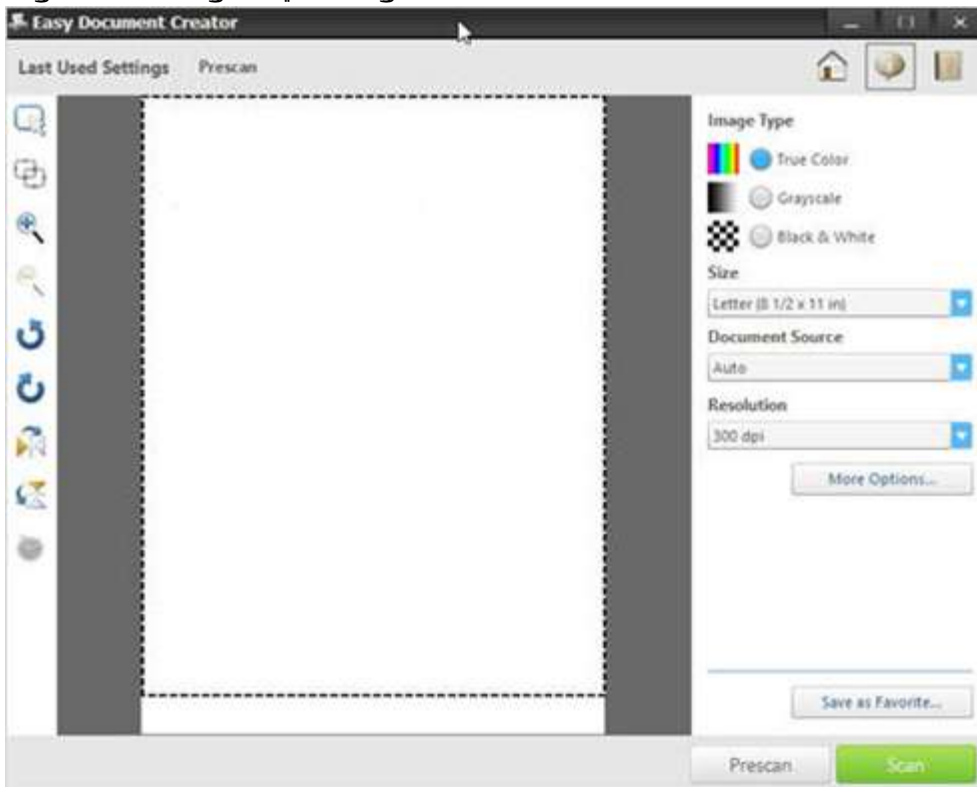 Easy Document Creator
Last Used Settings Prescan
Image Type
True Color
Grayscale
Black & White
Size
Letter (8 1/2 x 11 in)
Document Source
Auto
Resolution
300 dpi
More Options...
Save as Favorite...
Prescan Scan